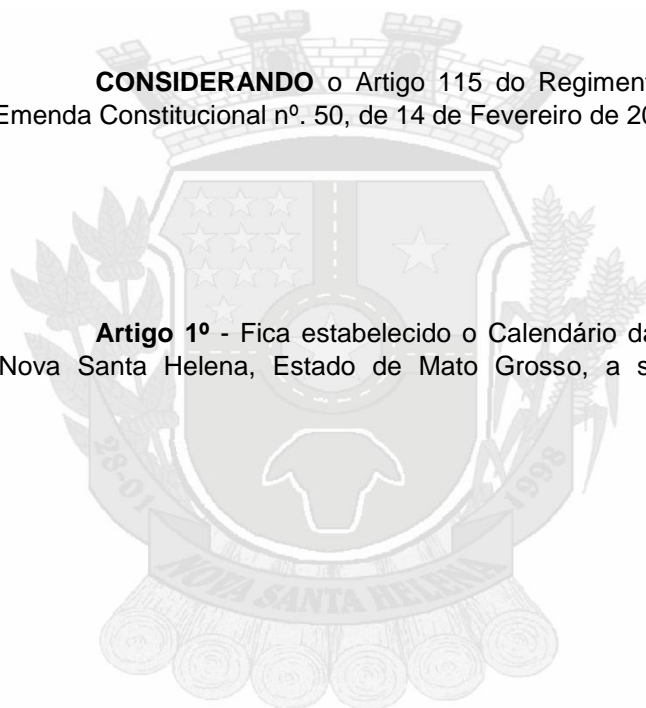 CONSIDERANDO o Artigo 115 do Regiment
Emenda Constitucional nº. 50, de 14 de Fevereiro de 20
Artigo 1º - Fica estabelecido o Calendário da
Nova Santa Helena, Estado de Mato Grosso, a s
28-01
1998
NOVA SANTA HELENA